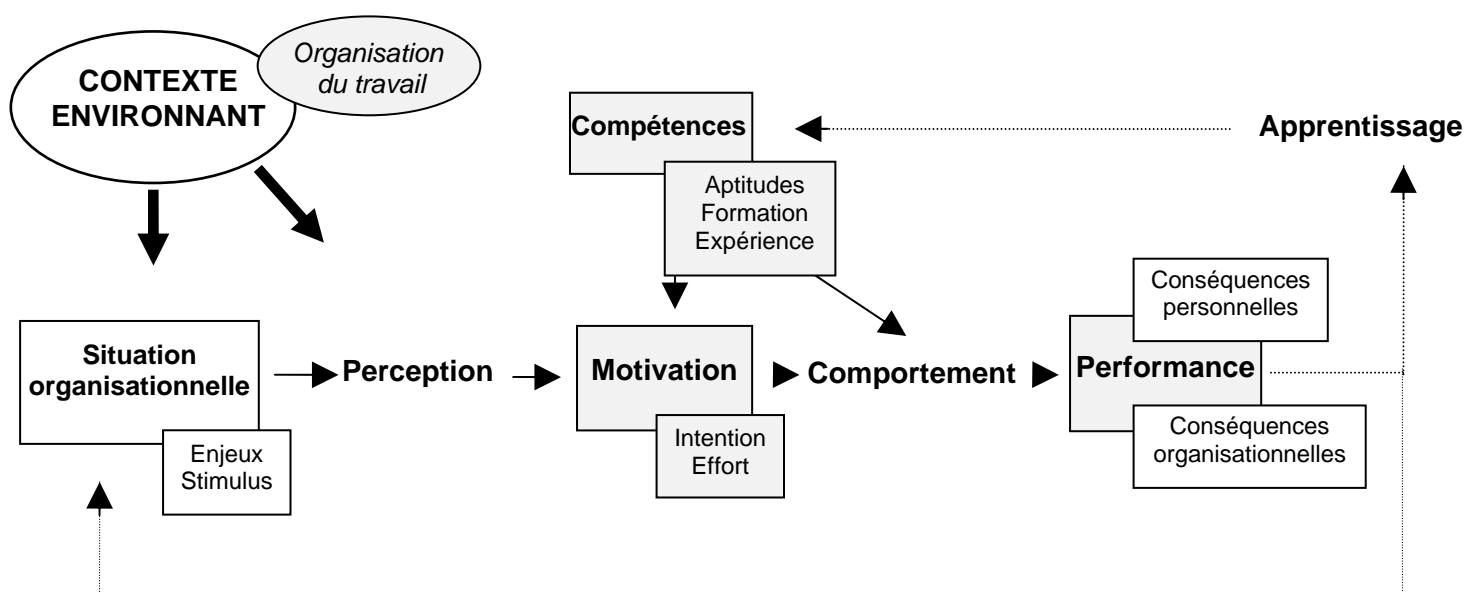 Organisation
du travail
CONTEXTE
ENVIRONNANT
Compétences
Apprentissage
Aptitudes
Formation
Expérience
Conséquences
personnelles
Situation
organisationnelle
Perception
Motivation
Comportement
Performance
Enjeux
Stimulus
Intention
Effort
Conséquences
organisationnelles